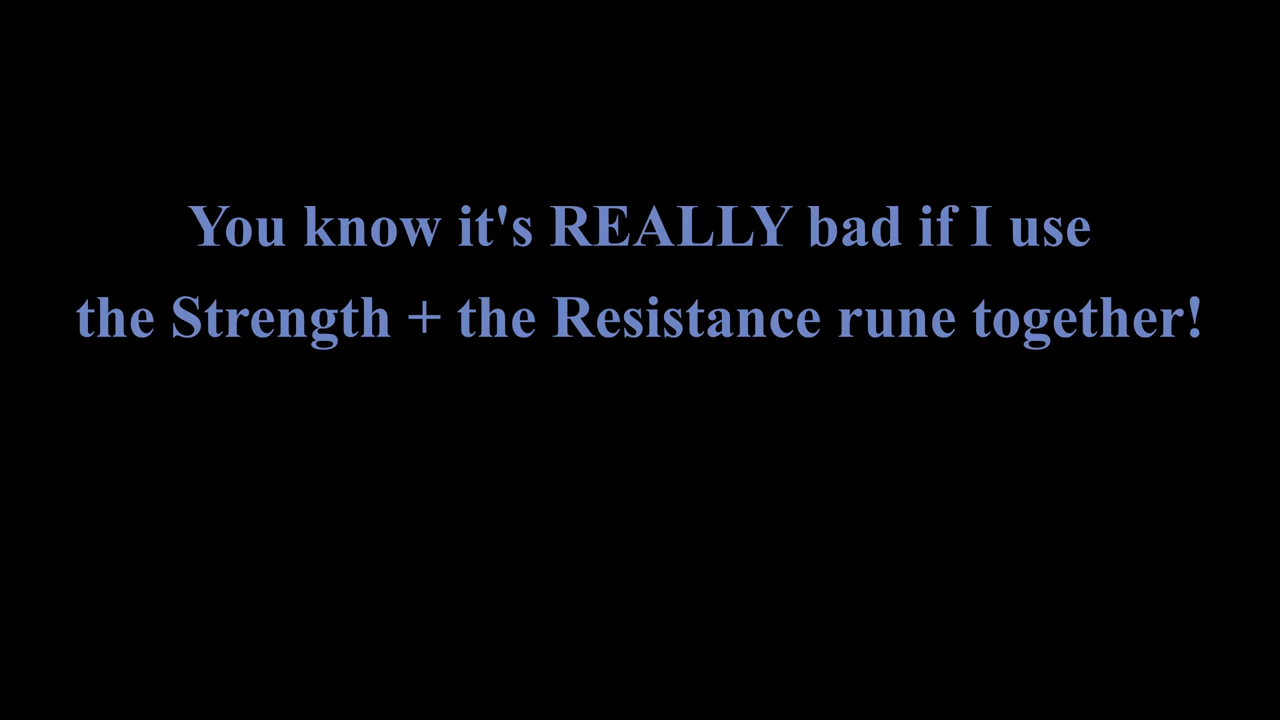 You know it's REALLY bad if I use
the Strength + the Resistance rune together!